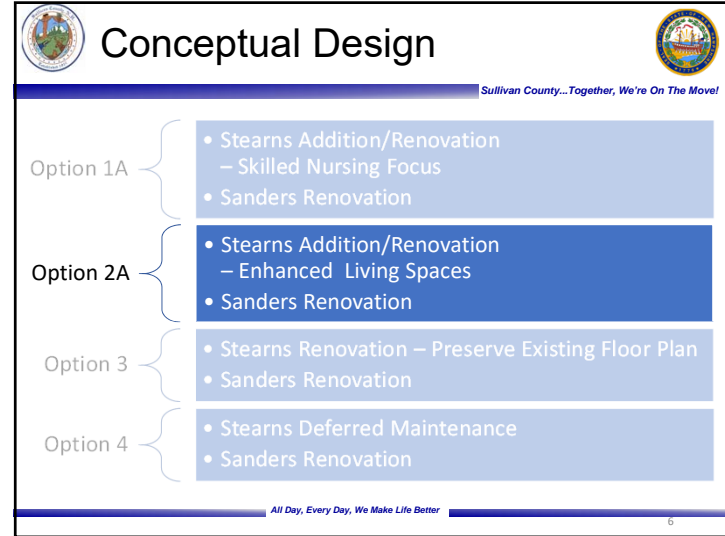 Conceptual Design
Sullivan County...Together, We're On The Move!
Option 1A
• Stearns Addition/Renovation
– Skilled Nursing Focus
• Sanders Renovation
Option 2A
• Stearns Addition/Renovation
– Enhanced  Living Spaces
• Sanders Renovation
Option 3
• Stearns Renovation – Preserve Existing Floor Plan
• Sanders Renovation
Option 4
• Stearns Deferred Maintenance
• Sanders Renovation
All Day, Every Day, We Make Life Better
6